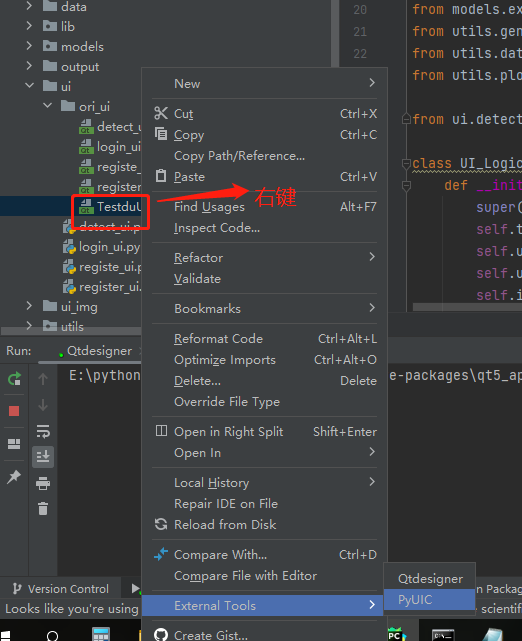 data
lib
models
output
ui
ori_ui
detect_u
login_ui
registe_
register
TestduU
detect_ui.p
login_ui.py
registe_ui.p
register_ui.
ui_img
utils
20
21
22
23
from models.ex
from utils.gen
from utils.dat
from utils.plo
from ui.detect
class UI_Logic
def __init
super(
self.t
self.u
self.u
self.i
New
Cut Ctrl+X
Copy Ctrl+C
Copy Path/Reference...
Paste Ctrl+V
右键
Find Usages Alt+F7
Inspect Code...
Refactor
Validate
Bookmarks
Reformat Code Ctrl+Alt+L
Optimize Imports Ctrl+Alt+O
Delete... Delete
Override File Type
Open in Right Split Shift+Enter
Open In
Local History
Repair IDE on File
Reload from Disk
Compare With... Ctrl+D
Compare File with Editor
External Tools
Create Gist...
Qtdesigner
PyUIC
Run: Qtdesigner
E:\python
e-packages\qt5_ap
Version Control
n Packag
Looks like you're using
scientif
PC